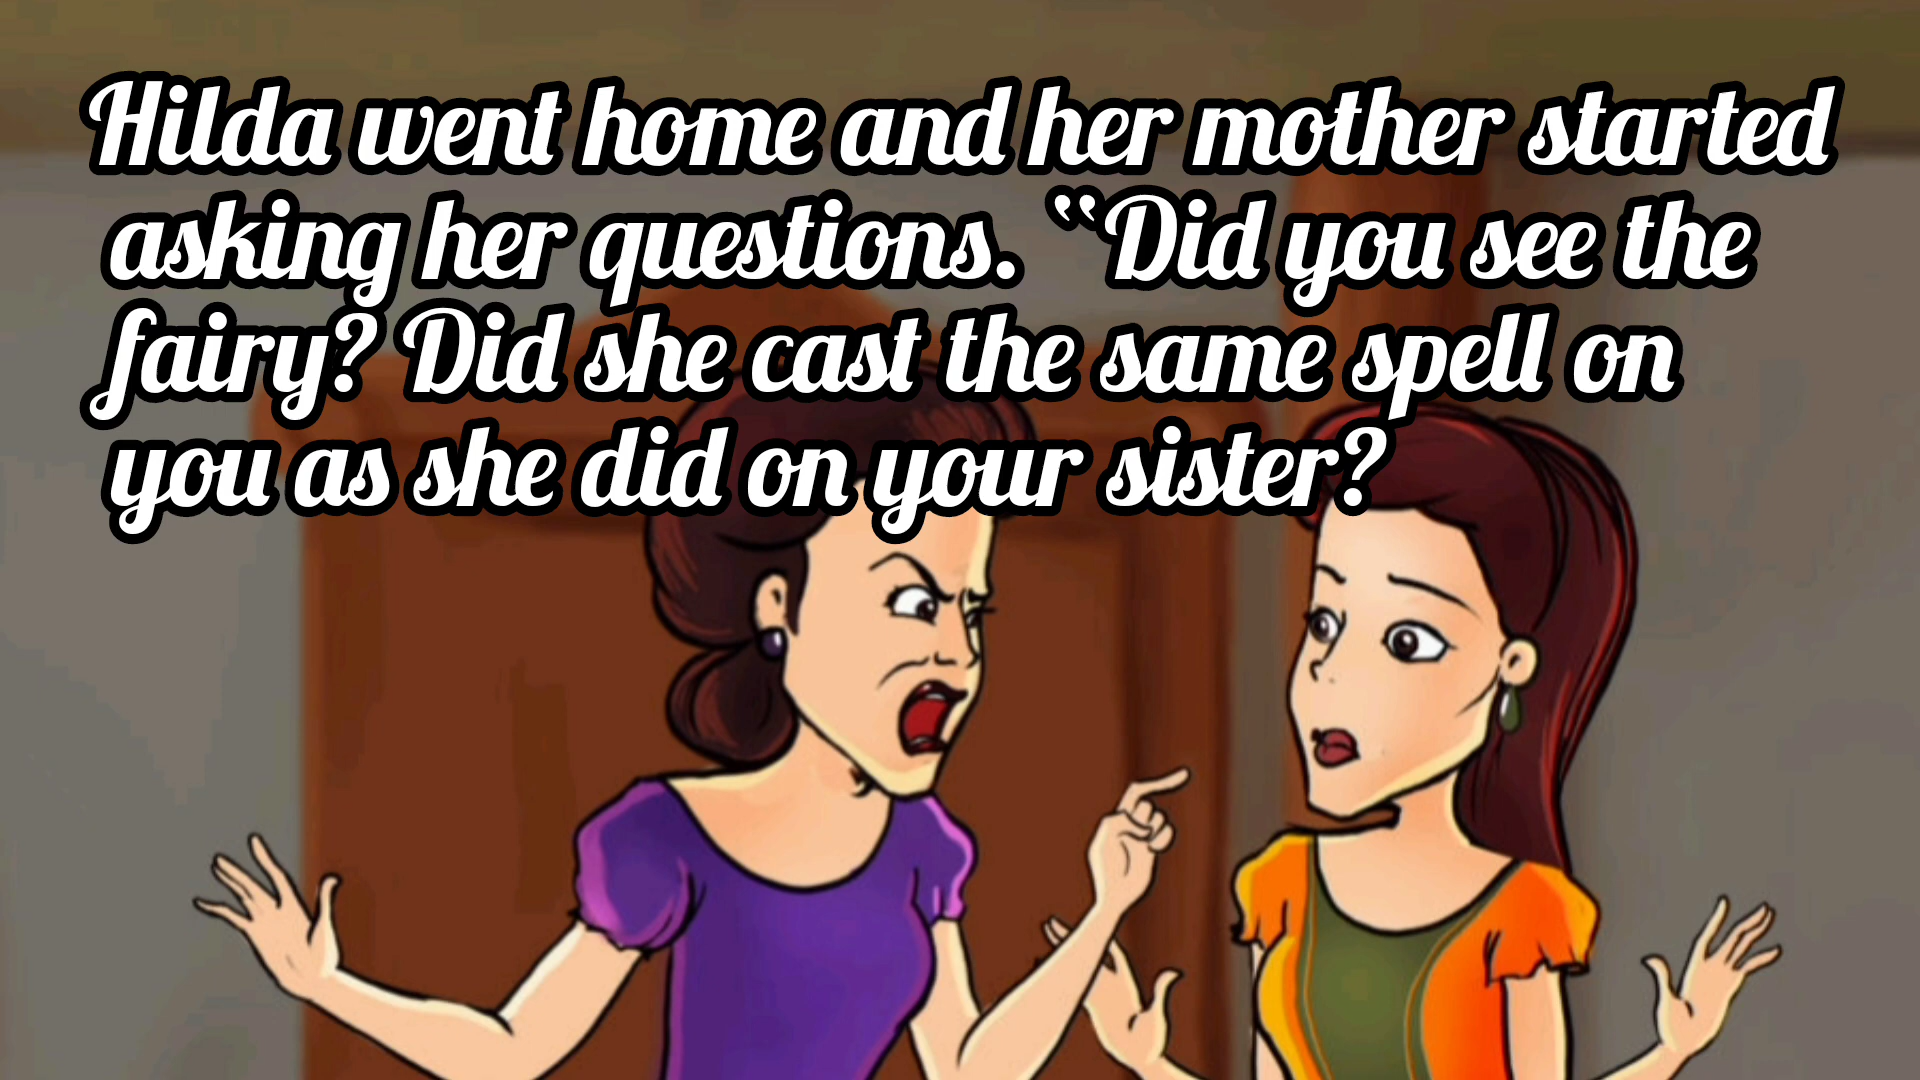 Hilda went home and her mother started
asking her questions. “Did you see the
fairy? Did she cast the same spell on
you as she did on your sister?